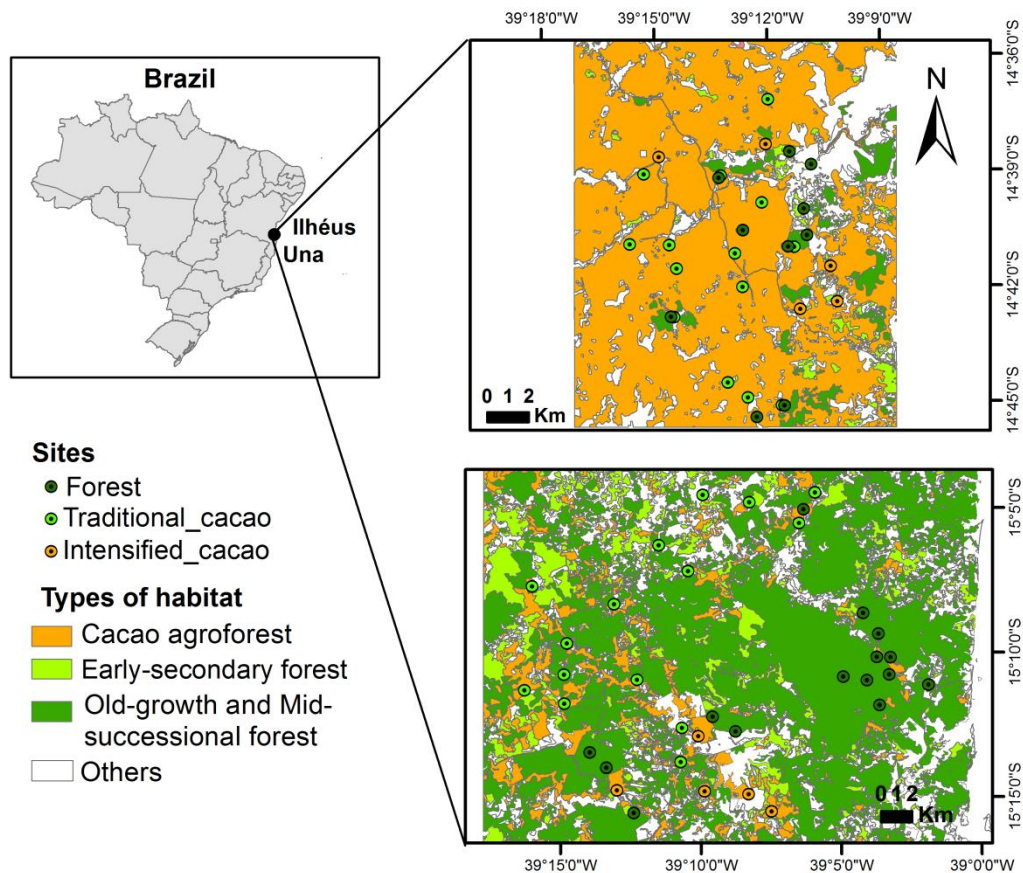 39°18'0"W 39°15'0"W 39°12'0"W 39°9'0"W
Brazil
Ilhéus
Una
N
14°36'0"S
14°39'0"S
14°42'0"S
14°45'0"S
0 1 2
Km
Sites
Forest
Traditional_cacao
Intensified_cacao
Types of habitat
Cacao agroforest
Early-secondary forest
Old-growth and Mid-
successional forest
Others
15°5'0"S
15°10'0"S
15°15'0"S
0 1 2
Km
39°15'0"W 39°10'0"W 39°5'0"W 39°0'0"W